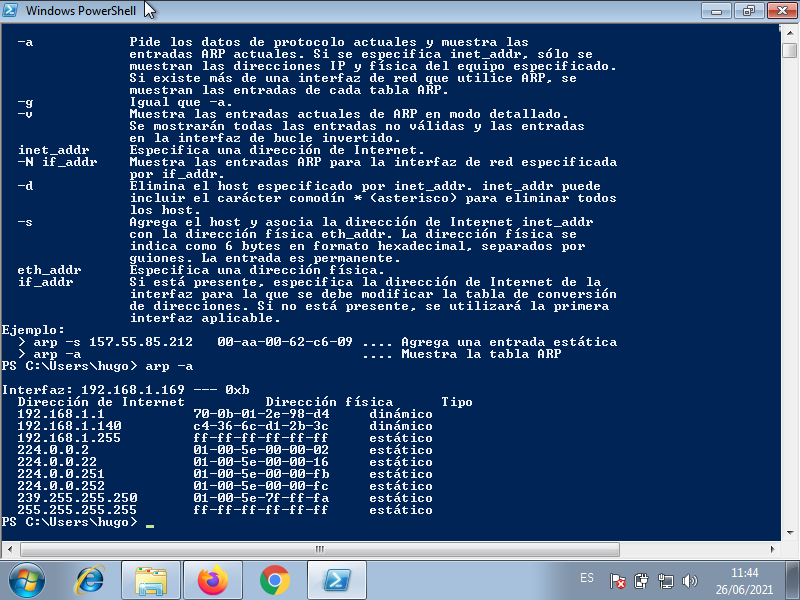 Windows PowerShell
-a Pide los datos de protocolo actuales y muestra las
entradas ARP actuales. Si se especifica inet_addr, sólo se
muestran las direcciones IP y física del equipo especificado.
Si existe más de una interfaz de red que utilice ARP, se
muestran las entradas de cada tabla ARP.
-g Igual que -a.
-v Muestra las entradas actuales de ARP en modo detallado.
Se mostrarán todas las entradas no válidas y las entradas
en la interfaz de bucle invertido.
inet_addr Especifica una dirección de Internet.
-N if_addr Muestra las entradas ARP para la interfaz de red especificada
por if_addr.
-d Elimina el host especificado por inet_addr. inet_addr puede
incluir el carácter comodín * (asterisco) para eliminar todos
los host.
-s Agrega el host y asocia la dirección de Internet inet_addr
con la dirección física eth_addr. La dirección física se
indica como 6 bytes en formato hexadecimal, separados por
guiones. La entrada es permanente.
eth_addr Especifica una dirección física.
if_addr Si está presente, especifica la dirección de Internet de la
interfaz para la que se debe modificar la tabla de conversión
de direcciones. Si no está presente, se utilizará la primera
interfaz aplicable.
Ejemplo:
> arp -s 157.55.85.212 00-aa-00-62-c6-09 .... Agrega una entrada estática
> arp -a .... Muestra la tabla ARP
PS C:\Users\hugo> arp -a
Interfaz: 192.168.1.169 --- 0xb
Dirección de Internet Dirección física Tipo
192.168.1.1 70-0b-01-2e-98-d4 dinámico
192.168.1.140 c4-36-6c-d1-2b-3c dinámico
192.168.1.255 ff-ff-ff-ff-ff-ff estático
224.0.0.2 01-00-5e-00-00-02 estático
224.0.0.22 01-00-5e-00-00-16 estático
224.0.0.251 01-00-5e-00-00-fb estático
224.0.0.252 01-00-5e-00-00-fc estático
239.255.255.250 01-00-5e-7f-ff-fa estático
255.255.255.255 ff-ff-ff-ff-ff-ff estático
PS C:\Users\hugo> _
ES
11:44
26/06/2021